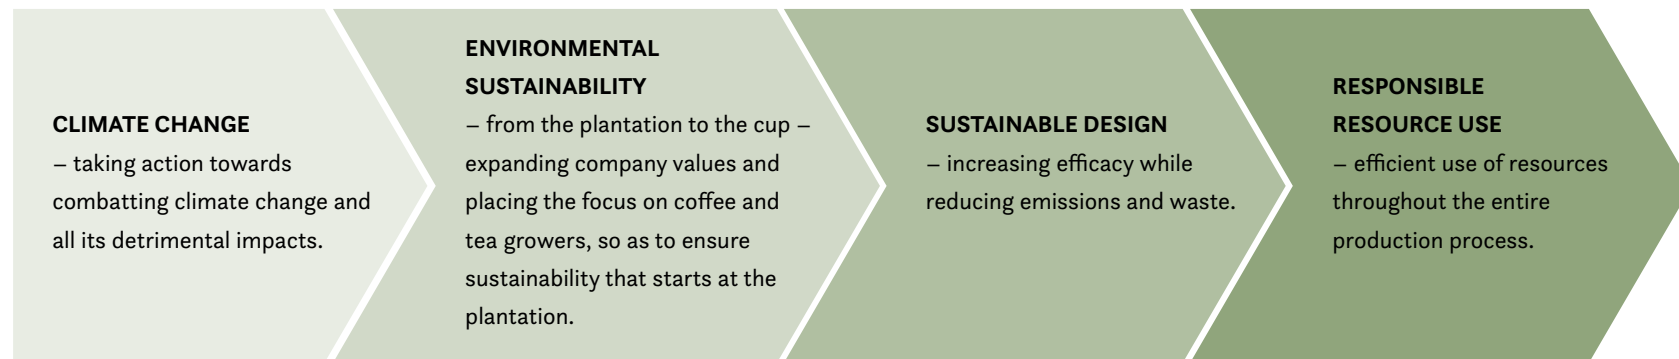 CLIMATE CHANGE
– taking action towards
combatting climate change and
all its detrimental impacts.
ENVIRONMENTAL
SUSTAINABILITY
– from the plantation to the cup –
expanding company values and
placing the focus on coffee and
tea growers, so as to ensure
sustainability that starts at the
plantation.
SUSTAINABLE DESIGN
– increasing efficacy while
reducing emissions and waste.
RESPONSIBLE
RESOURCE USE
– efficient use of resources
throughout the entire
production process.